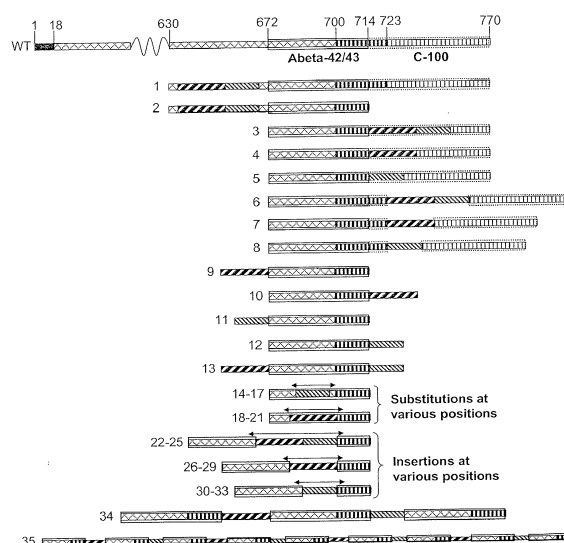 1 18 630 672 700 714 723 770
WT
Abeta-42/43 C-100
1
2
3
4
5
6
7
8
9
10
11
12
13
14-17
18-21
Substitutions at
various positions
22-25
26-29
30-33
Insertions at
various positions
34
35